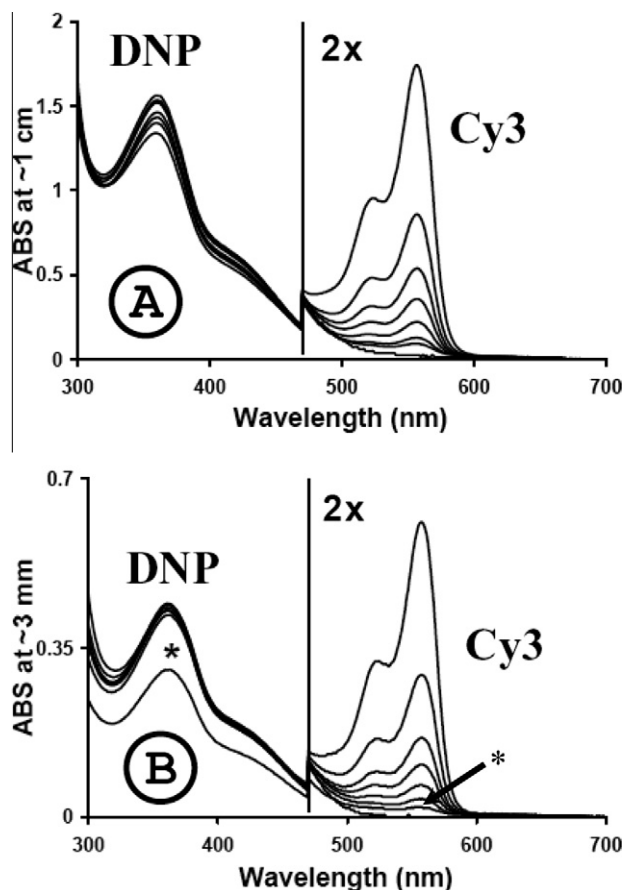 DNP
2x
Cy3
1.5
1
0.5
0
ABS at ~1 cm
A
300
400
500
600
700
Wavelength (nm)
0.7
2x
DNP
Cy3
0.35
*
*
ABS at ~3 mm
B
0
300
400
500
600
700
Wavelength (nm)